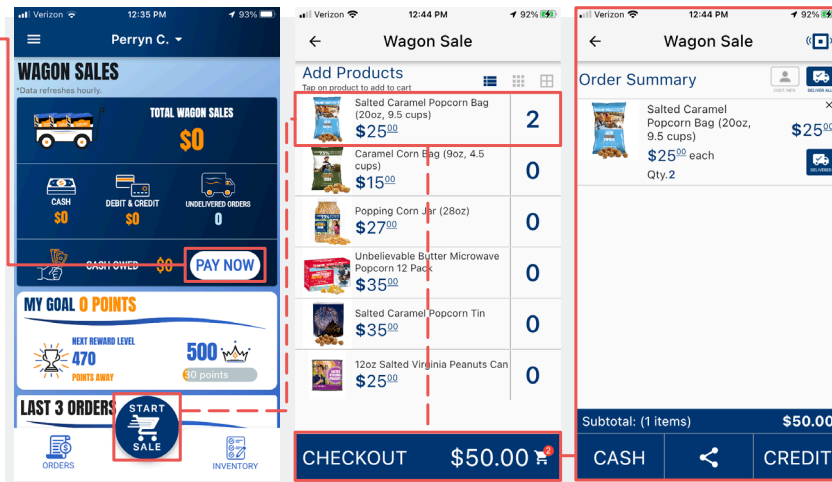 Verizon 12:35 PM 93%
Perryn C.
WAGON SALES
*Data refreshes hourly.
TOTAL WAGON SALES
$0
CASH
$0
DEBIT & CREDIT
$0
UNDELIVERED ORDERS
0
CASH OWED $0 PAY NOW
MY GOAL 0 POINTS
NEXT REWARD LEVEL
470
POINTS AWAY
500
30 points
LAST 3 ORDERS
START
SALE
ORDERS
INVENTORY
Verizon 12:44 PM 92%
Wagon Sale
Add Products
Tap on product to add to cart
Salted Caramel Popcorn Bag
(20oz, 9.5 cups)
$25.00 2
Caramel Corn Bag (9oz, 4.5
cups)
$15.00 0
Popping Corn Jar (28oz)
$27.00 0
Unbelievable Butter Microwave
Popcorn 12 Pack
$35.00 0
Salted Caramel Popcorn Tin
$35.00 0
12oz Salted Virginia Peanuts Can
$25.00 0
CHECKOUT $50.00 2
Verizon 12:44 PM 92%
Wagon Sale
Order Summary
CUST. INFO
DELIVER ALL
Salted Caramel
Popcorn Bag (20oz,
9.5 cups)
$25.00
$25.00 each
Qty.2
DELIVERED
Subtotal: (1 items) $50.00
CASH CREDIT